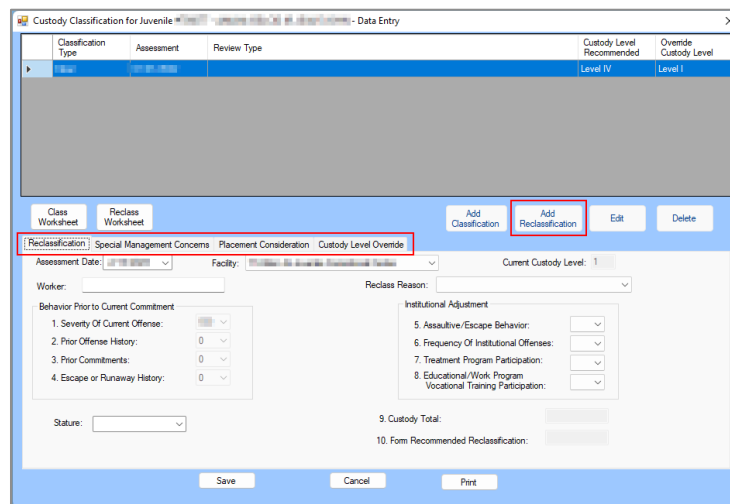 Custody Classification for Juvenile - Data Entry
Classification Type Assessment Review Type Custody Level Recommended Override Custody Level
Level IV Level I
Class Worksheet Reclass Worksheet Add Classification Add Reclassification Edit Delete
Reclassification Special Management Concerns Placement Consideration Custody Level Override
Assessment Date: Facility: Current Custody Level: 1
Worker: Reclass Reason:
Behavior Prior to Current Commitment Institutional Adjustment
1. Severity Of Current Offense: 5. Assaultive/Escape Behavior:
2. Prior Offense History: 0 6. Frequency Of Institutional Offenses:
3. Prior Commitments: 0 7. Treatment Program Participation:
4. Escape or Runaway History: 0 8. Educational/Work Program
Vocational Training Participation:
Stature: 9. Custody Total:
10. Form Recommended Reclassification:
Save Cancel Print